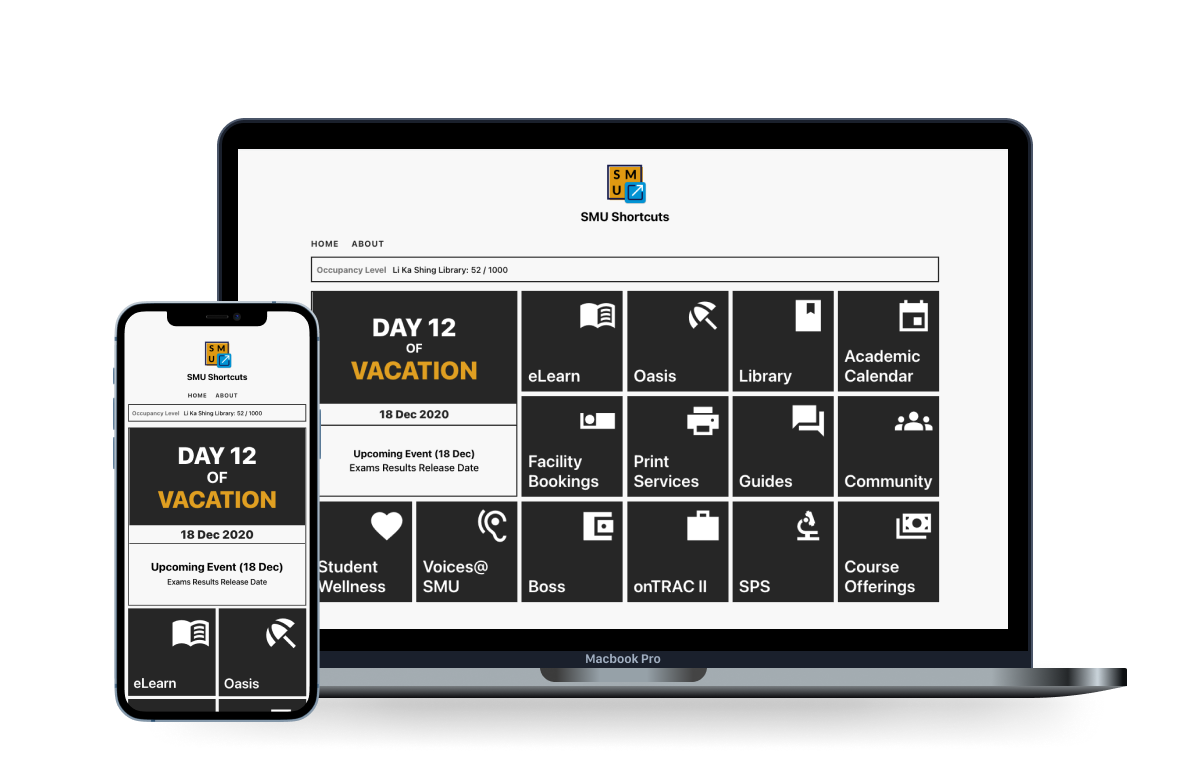 S M
U
SMU Shortcuts
HOME ABOUT
Occupancy Level Li Ka Shing Library: 52 / 1000
DAY 12
OF
VACATION
18 Dec 2020
Upcoming Event (18 Dec)
Exams Results Release Date
eLearn
Oasis
Library
Academic
Calendar
Facility
Bookings
Print
Services
Guides
Community
Student
Wellness
Voices@
SMU
Boss
onTRAC II
SPS
Course
Offerings
Macbook Pro
S M
U
SMU Shortcuts
HOME ABOUT
Occupancy Level Li Ka Shing Library: 52 / 1000
DAY 12
OF
VACATION
18 Dec 2020
Upcoming Event (18 Dec)
Exams Results Release Date
eLearn
Oasis